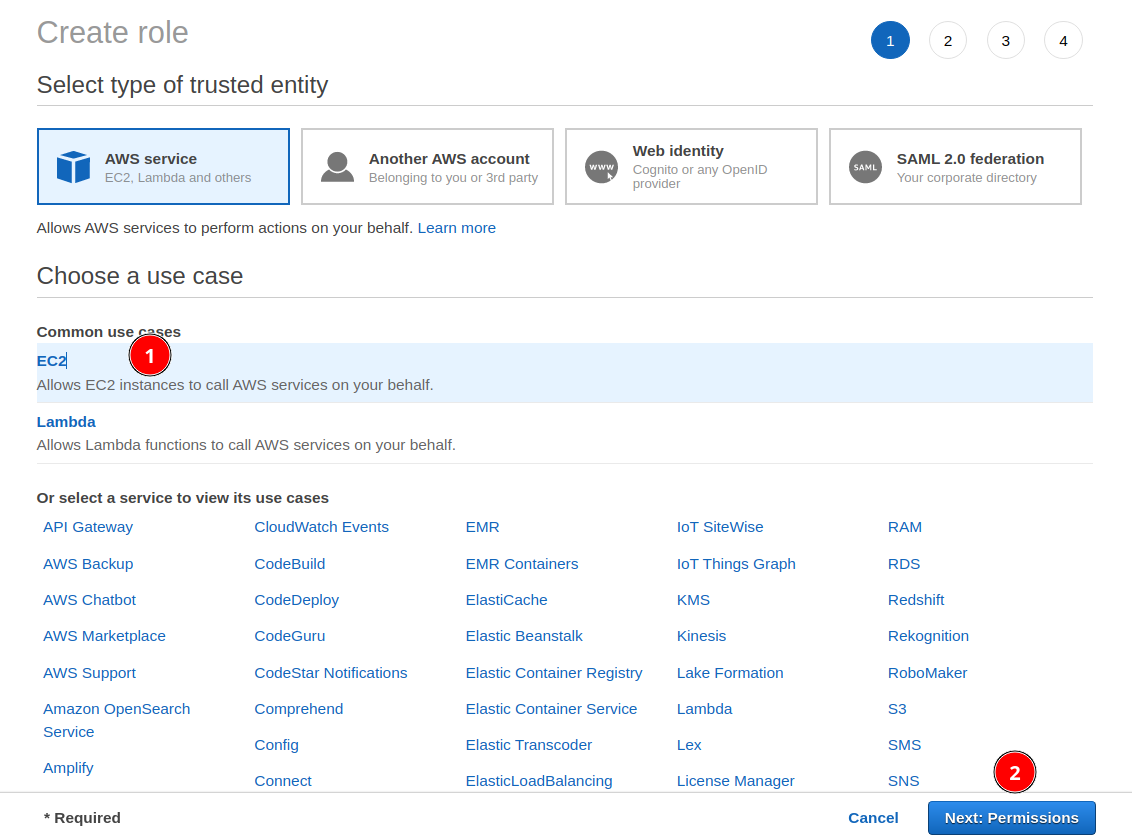 Create role
1 2 3 4
Select type of trusted entity
AWS service
EC2, Lambda and others
Another AWS account
Belonging to you or 3rd party
WWW
Web identity
Cognito or any OpenID
provider
SAML
SAML 2.0 federation
Your corporate directory
Allows AWS services to perform actions on your behalf. Learn more
Choose a use case
Common use cases
1
EC2
Allows EC2 instances to call AWS services on your behalf.
Lambda
Allows Lambda functions to call AWS services on your behalf.
Or select a service to view its use cases
API Gateway
AWS Backup
AWS Chatbot
AWS Marketplace
AWS Support
Amazon OpenSearch
Service
Amplify
CloudWatch Events
CodeBuild
CodeDeploy
CodeGuru
CodeStar Notifications
Comprehend
Config
Connect
EMR
EMR Containers
ElastiCache
Elastic Beanstalk
Elastic Container Registry
Elastic Container Service
Elastic Transcoder
ElasticLoadBalancing
IoT SiteWise
IoT Things Graph
KMS
Kinesis
Lake Formation
Lambda
Lex
License Manager
RAM
RDS
Redshift
Rekognition
RoboMaker
S3
SMS
SNS
2
* Required
Cancel
Next: Permissions